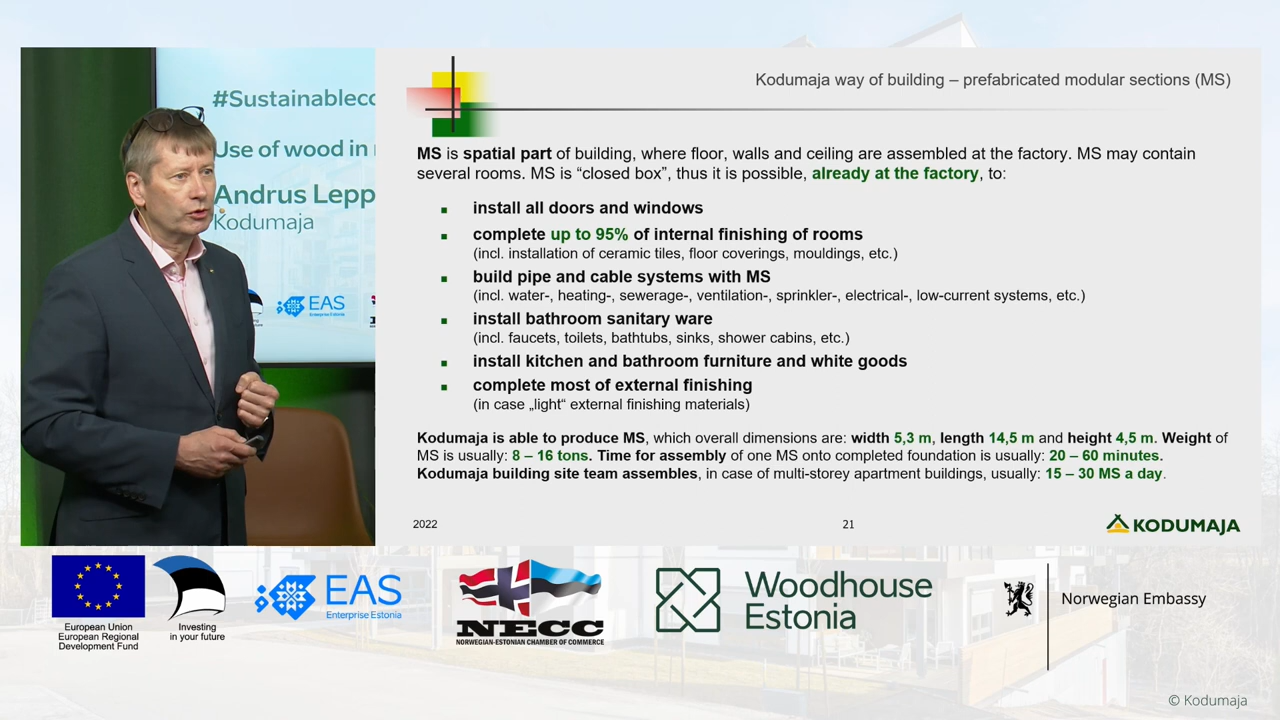 #Sustainablecc
Use of wood in
Andrus Lepp
Kodumaja
EAS
Enterprise Estonia
Kodumaja way of building – prefabricated modular sections (MS)
MS is spatial part of building, where floor, walls and ceiling are assembled at the factory. MS may contain
several rooms. MS is “closed box”, thus it is possible, already at the factory, to:
install all doors and windows
complete up to 95% of internal finishing of rooms
(incl. installation of ceramic tiles, floor coverings, mouldings, etc.)
build pipe and cable systems with MS
(incl. water-, heating-, sewerage-, ventilation-, sprinkler-, electrical-, low-current systems, etc.)
install bathroom sanitary ware
(incl. faucets, toilets, bathtubs, sinks, shower cabins, etc.)
install kitchen and bathroom furniture and white goods
complete most of external finishing
(in case „light“ external finishing materials)
Kodumaja is able to produce MS, which overall dimensions are: width 5,3 m, length 14,5 m and height 4,5 m. Weight of
MS is usually: 8 – 16 tons. Time for assembly of one MS onto completed foundation is usually: 20 – 60 minutes.
Kodumaja building site team assembles, in case of multi-storey apartment buildings, usually: 15 – 30 MS a day.
2022
21
KODUMAJA
European Union
European Regional
Development Fund
Investing
in your future
EAS
Enterprise Estonia
NECC
NORWEGIAN-ESTONIAN CHAMBER OF COMMERCE
Woodhouse
Estonia
Norwegian Embassy
© Kodumaja